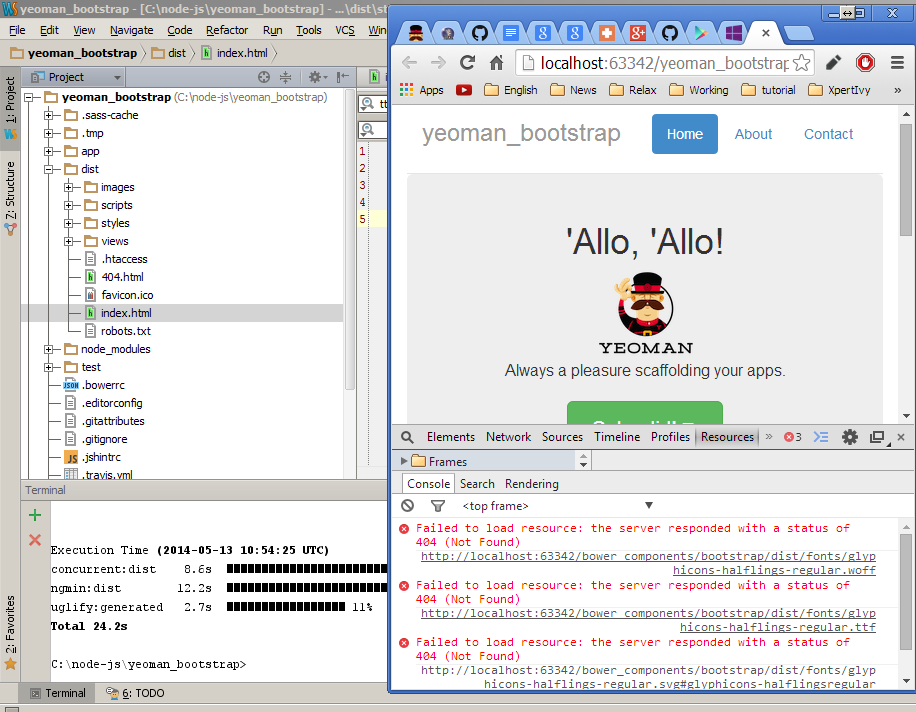 yeoman_bootstrap - [C:\node-js\yeoman_bootstrap] - ...\dist\st
File Edit View Navigate Code Refactor Run Tools VCS Win
yeoman_bootstrap dist index.html
1: Project
Z: Structure
2: Favorites
Project
yeoman_bootstrap (C:\node-js\yeoman_bootstrap)
.sass-cache
.tmp
app
dist
images
scripts
styles
views
.htaccess
404.html
favicon.ico
index.html
robots.txt
node_modules
test
.bowerrc
.editorconfig
.gitattributes
.gitignore
.jshintrc
.travis.yml
i
tt
1
2
3
4
5
Terminal
Execution Time (2014-05-13 10:54:25 UTC)
concurrent:dist 8.6s
ngmin:dist 12.2s
uglify:generated 2.7s 11%
Total 24.2s
C:\node-js\yeoman_bootstrap>
Terminal 6: TODO
localhost:63342/yeoman_bootstrap
Apps English News Relax Working tutorial XpertIvy »
yeoman_bootstrap Home About Contact
'Allo, 'Allo!
YEOMAN
Always a pleasure scaffolding your apps.
Elements Network Sources Timeline Profiles Resources » 3
Frames
Console Search Rendering
<top frame>
Failed to load resource: the server responded with a status of
404 (Not Found)
http://localhost:63342/bower_components/bootstrap/dist/fonts/glyp
hicons-halflings-regular.woff
Failed to load resource: the server responded with a status of
404 (Not Found)
http://localhost:63342/bower_components/bootstrap/dist/fonts/glyp
hicons-halflings-regular.ttf
Failed to load resource: the server responded with a status of
404 (Not Found)
http://localhost:63342/bower_components/bootstrap/dist/fonts/glyp
hicons-halflings-regular.svg#glyphicons-halflingsregular